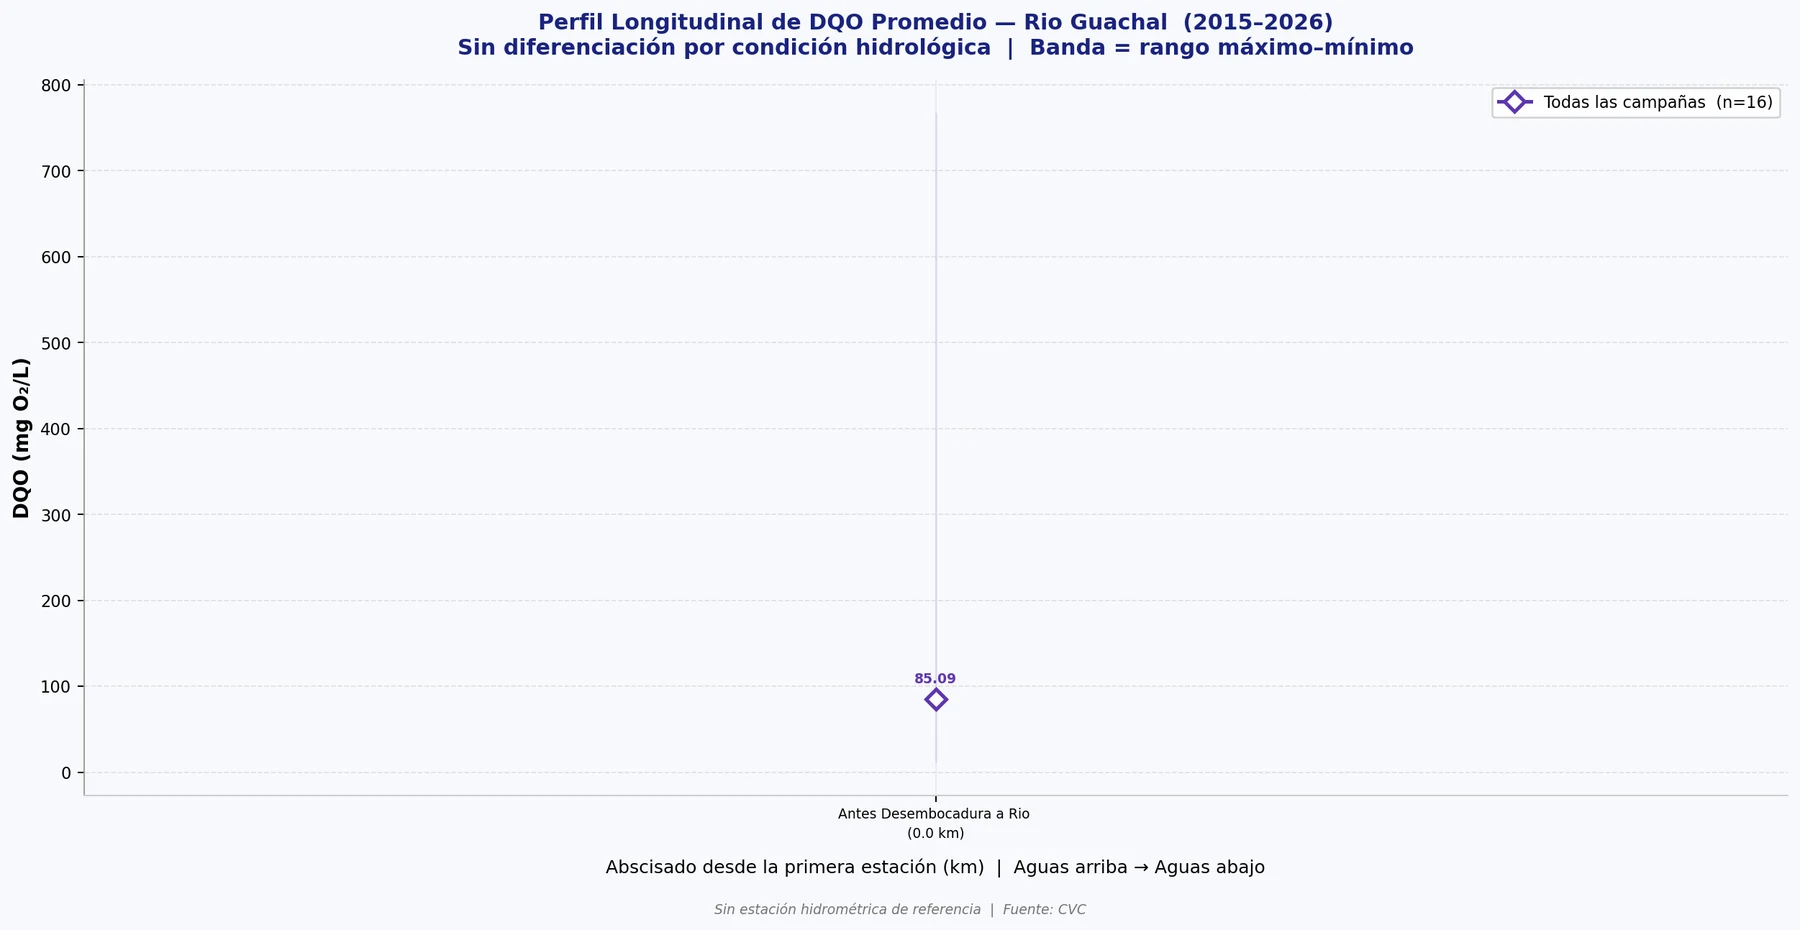 Perfil Longitudinal de DQO Promedio — Rio Guachal (2015–2026)
Sin diferenciación por condición hidrológica | Banda = rango máximo–mínimo
Todas las campañas (n=16)
DQO (mg O₂/L)
800
700
600
500
400
300
200
100
0
85.09
Antes Desembocadura a Rio
(0.0 km)
Abscisado desde la primera estación (km) | Aguas arriba → Aguas abajo
Sin estación hidrométrica de referencia | Fuente: CVC